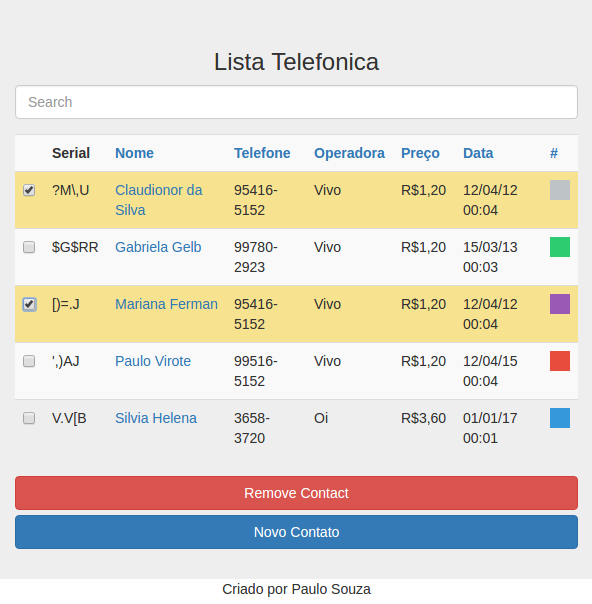 Lista Telefonica
Search
Serial Nome Telefone Operadora Preço Data #
?M\,U Claudionor da 95416- Vivo R$1,20 12/04/12
Silva 5152 00:04
$G$RR Gabriela Gelb 99780- Vivo R$1,20 15/03/13
2923 00:03
[)=.J Mariana Ferman 95416- Vivo R$1,20 12/04/12
5152 00:04
',)AJ Paulo Virote 99516- Vivo R$1,20 12/04/15
5152 00:04
V.V[B Silvia Helena 3658- Oi R$3,60 01/01/17
3720 00:01
Remove Contact
Novo Contato
Criado por Paulo Souza